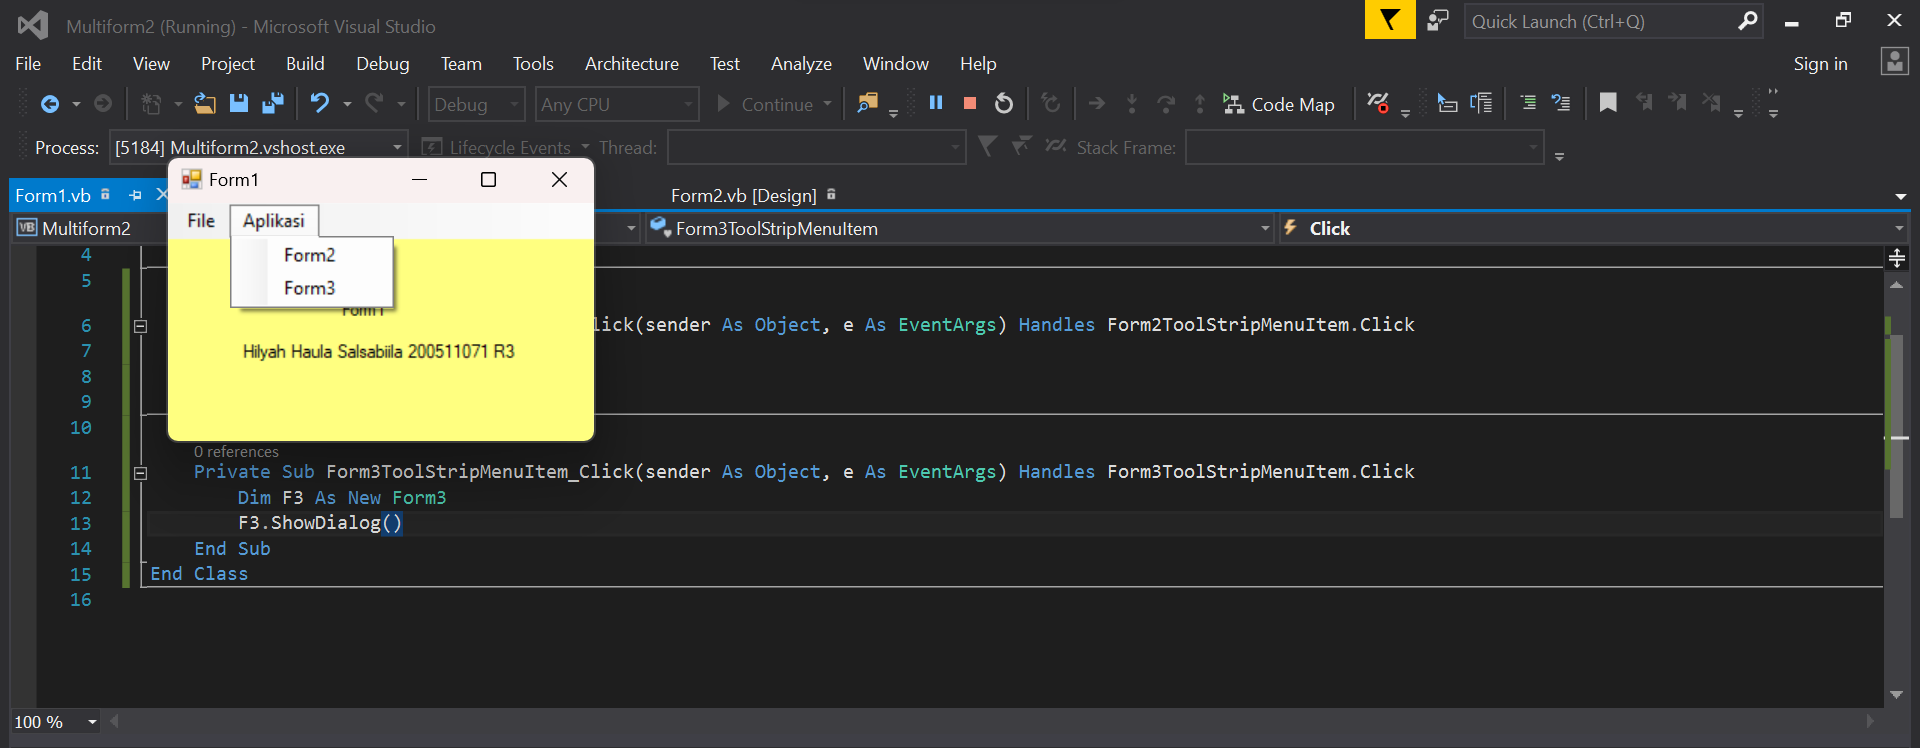 Multiform2 (Running) - Microsoft Visual Studio
Quick Launch (Ctrl+Q)
File Edit View Project Build Debug Team Tools Architecture Test Analyze Window Help
Sign in
Debug Any CPU Continue Code Map
Process: [5184] Multiform2.vshost.exe Lifecycle Events Thread: Stack Frame:
Form1
Form1.vb Form2.vb [Design]
File Aplikasi
VB Multiform2 Form3ToolStripMenuItem Click
Form2
Form3
Form1
Hilyah Haula Salsabiila 200511071 R3
4
5
6 lick(sender As Object, e As EventArgs) Handles Form2ToolStripMenuItem.Click
7
8
9
10
0 references
11 Private Sub Form3ToolStripMenuItem_Click(sender As Object, e As EventArgs) Handles Form3ToolStripMenuItem.Click
12 Dim F3 As New Form3
13 F3.ShowDialog()
14 End Sub
15 End Class
16
100 %